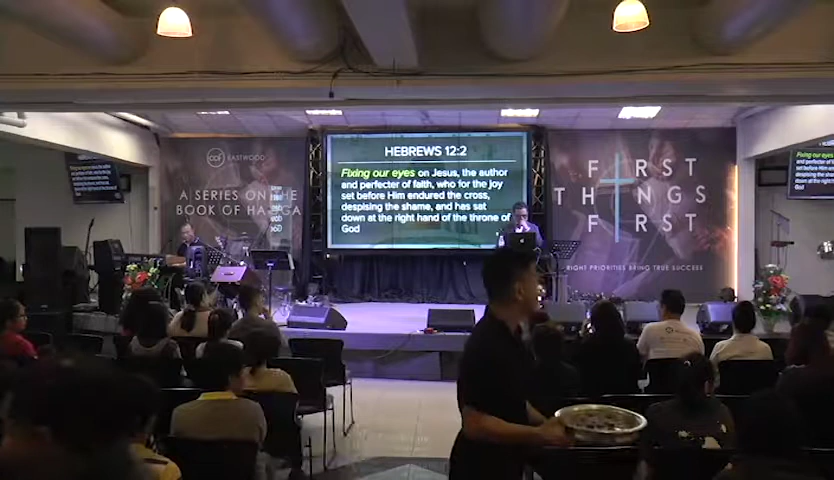 CCF EASTWOOD
A SERIES ON THE
BOOK OF HAGGAI
HEBREWS 12:2
Fixing our eyes on Jesus, the author
and perfecter of faith, who for the joy
set before Him endured the cross,
despising the shame, and has sat
down at the right hand of the throne of
God
FIRST
THINGS
FIRST
RIGHT PRIORITIES BRING TRUE SUCCESS